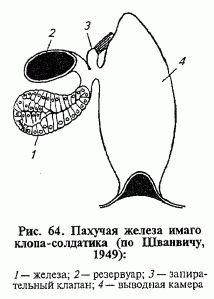 2
3
4
1
Рис. 64. Пахучая железа имаго
клопа-солдатика (по Шванвичу,
1949):
1 — железа; 2 — резервуар; 3 — запира-
тельный клапан; 4 — выводная камера